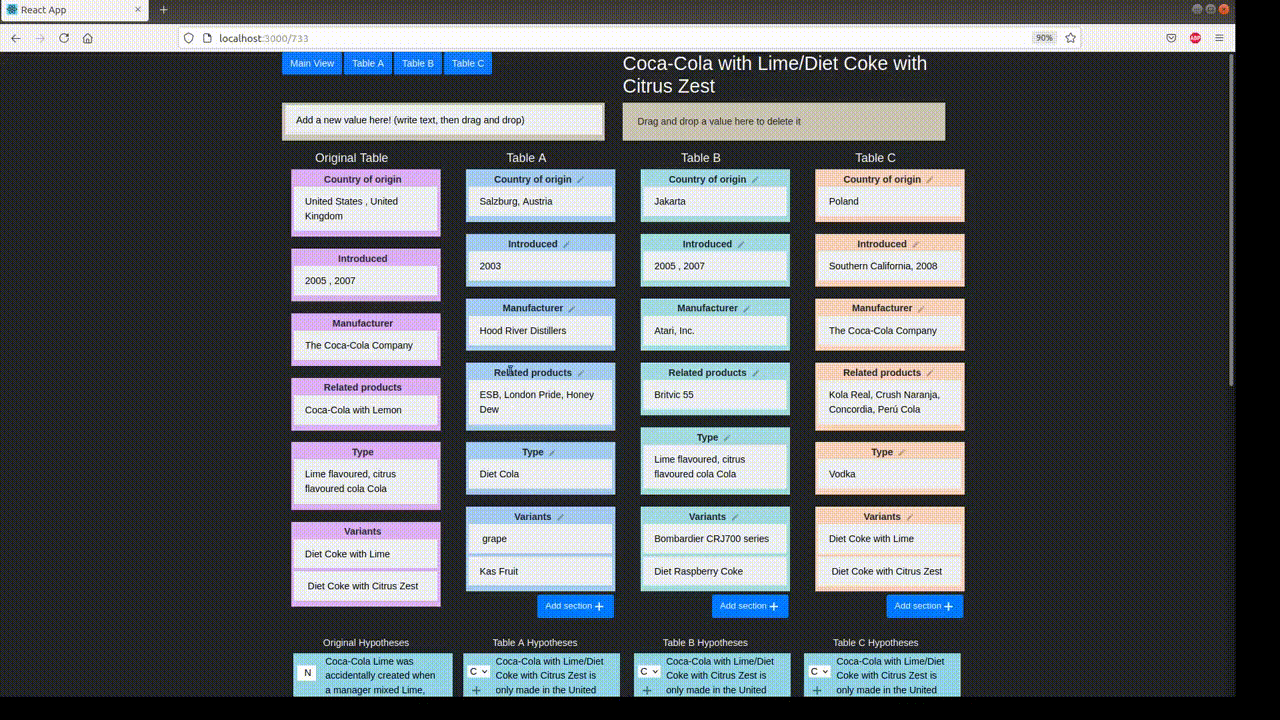 React App
localhost:3000/733
90%
ABP
Main View
Table A
Table B
Table C
Coca-Cola with Lime/Diet Coke with
Citrus Zest
Add a new value here! (write text, then drag and drop)
Drag and drop a value here to delete it
Original Table
Country of origin
United States , United
Kingdom
Introduced
2005 , 2007
Manufacturer
The Coca-Cola Company
Related products
Coca-Cola with Lemon
Type
Lime flavoured, citrus
flavoured cola Cola
Variants
Diet Coke with Lime
Diet Coke with Citrus Zest
Table A
Country of origin
Salzburg, Austria
Introduced
2003
Manufacturer
Hood River Distillers
Related products
ESB, London Pride, Honey
Dew
Type
Diet Cola
Variants
grape
Kas Fruit
Add section
Table B
Country of origin
Jakarta
Introduced
2005 , 2007
Manufacturer
Atari, Inc.
Related products
Britvic 55
Type
Lime flavoured, citrus
flavoured cola Cola
Variants
Bombardier CRJ700 series
Diet Raspberry Coke
Add section
Table C
Country of origin
Poland
Introduced
Southern California, 2008
Manufacturer
The Coca-Cola Company
Related products
Kola Real, Crush Naranja,
Concordia, Perú Cola
Type
Vodka
Variants
Diet Coke with Lime
Diet Coke with Citrus Zest
Add section
Original Hypotheses
N
Coca-Cola Lime was
accidentally created when
a manager mixed Lime,
Table A Hypotheses
C
Coca-Cola with Lime/Diet
Coke with Citrus Zest is
only made in the United
Table B Hypotheses
C
Coca-Cola with Lime/Diet
Coke with Citrus Zest is
only made in the United
Table C Hypotheses
C
Coca-Cola with Lime/Diet
Coke with Citrus Zest is
only made in the United